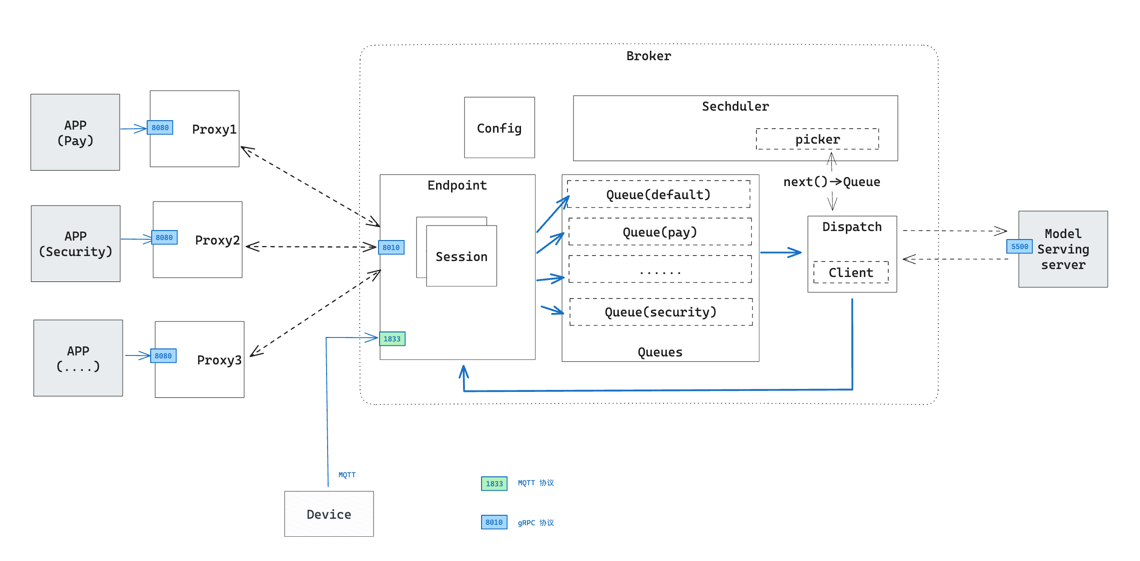 Broker
APP
(Pay)
8080
Proxy1
Config
Sechduler
picker
next()→Queue
APP
(Security)
8080
Proxy2
8010
Endpoint
Session
Queue(default)
Queue(pay)
......
Queue(security)
Queues
Dispatch
Client
5500
Model
Serving
server
APP
(....)
8080
Proxy3
1833
MQTT
Device
1833 MQTT 协议
8010 gRPC 协议